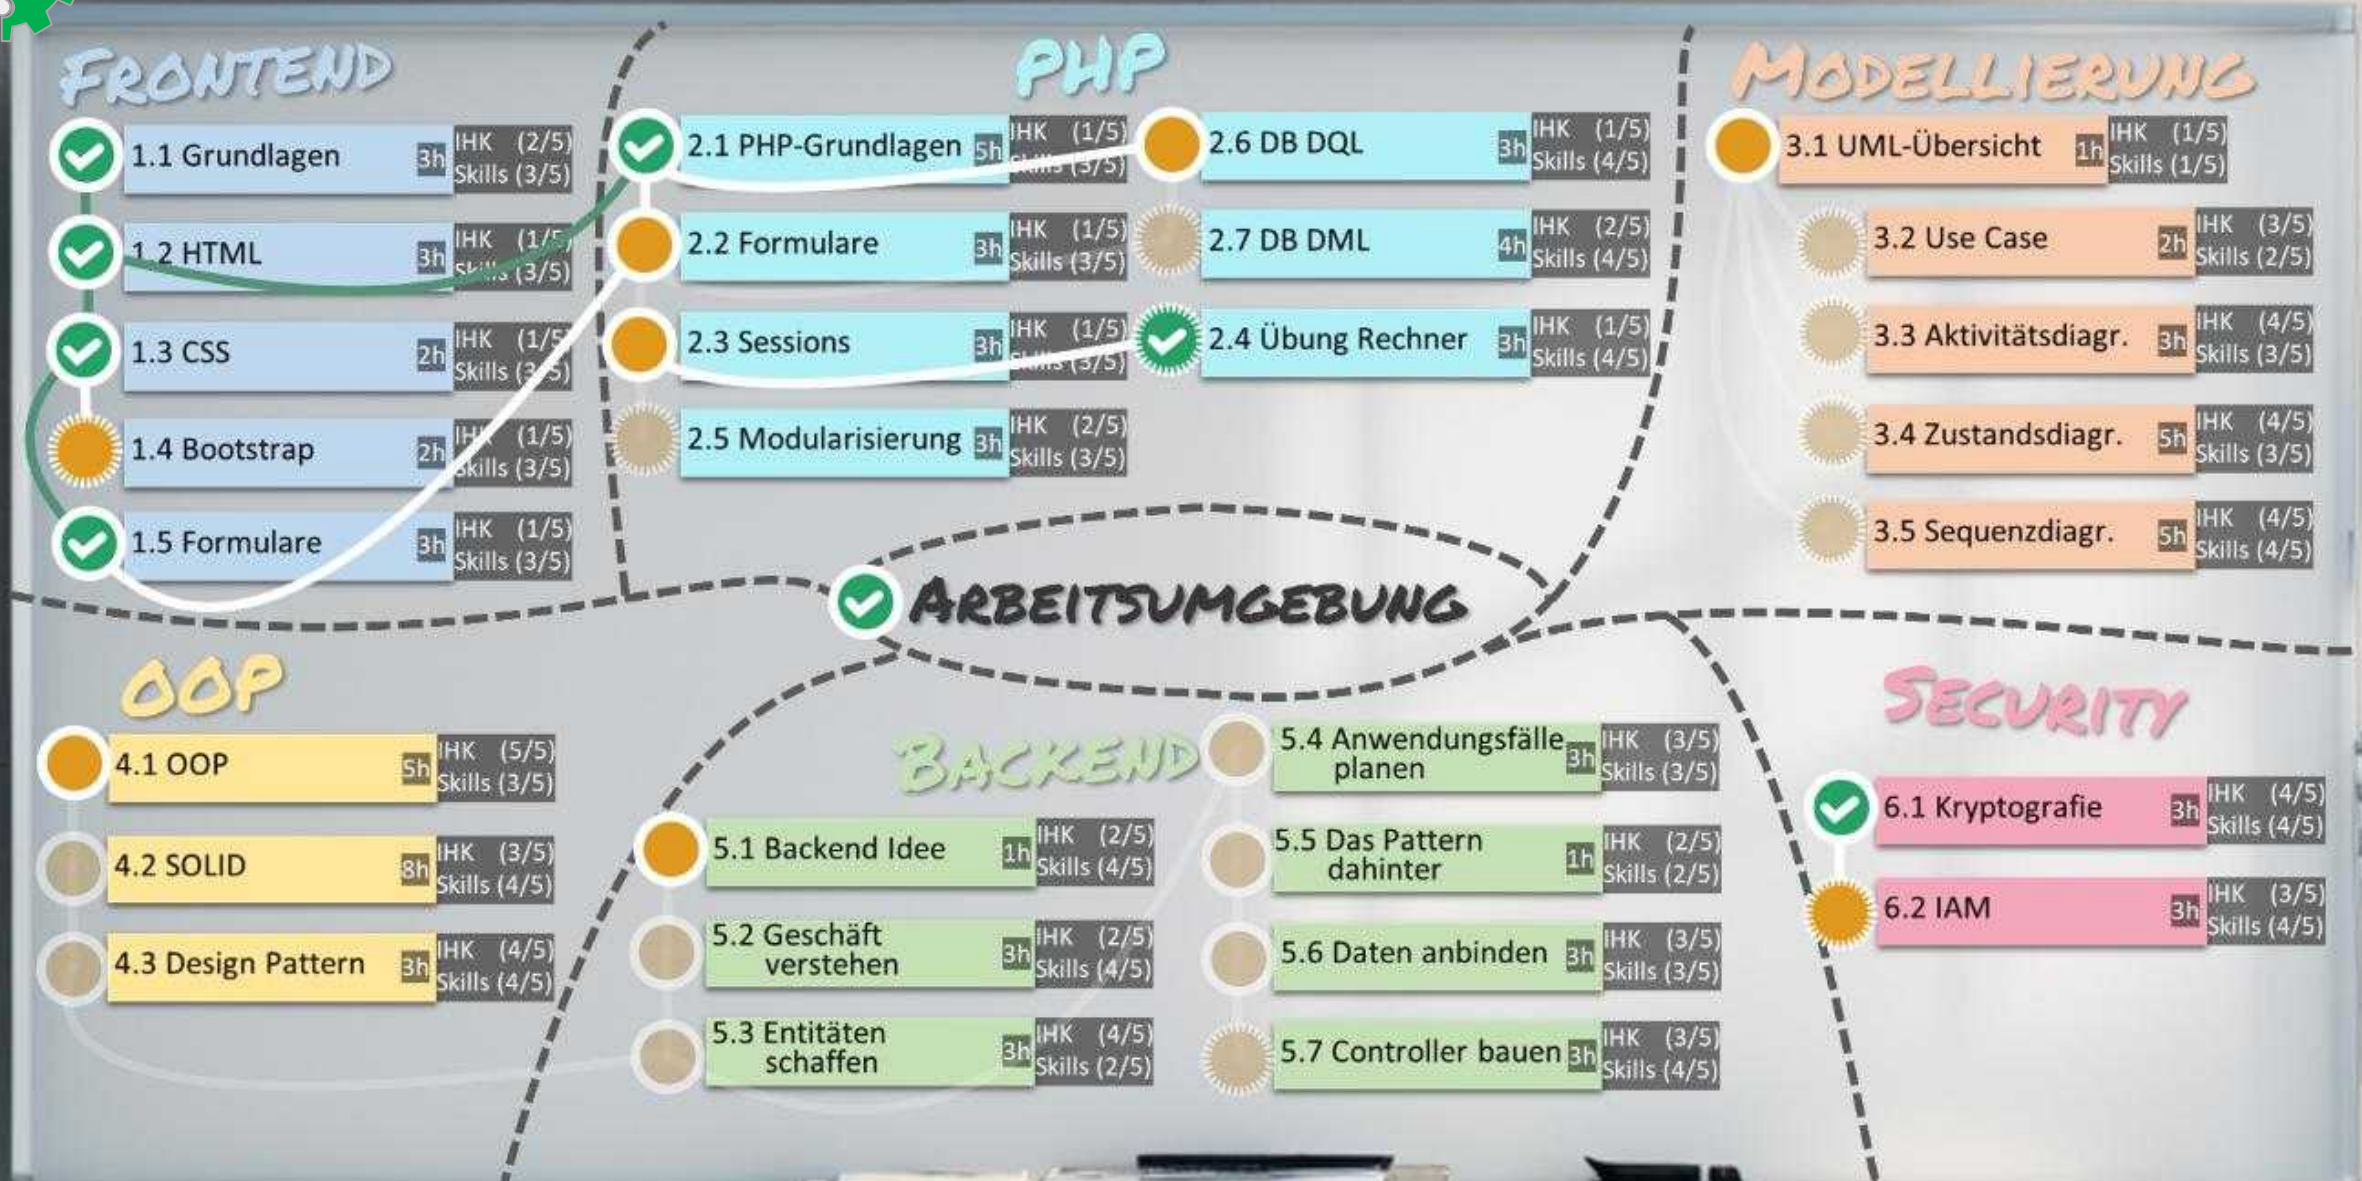 FRONTEND
1.1 Grundlagen 3h IHK (2/5)
Skills (3/5)
1.2 HTML 3h IHK (1/5)
Skills (3/5)
1.3 CSS 2h IHK (1/5)
Skills (3/5)
1.4 Bootstrap 2h IHK (1/5)
Skills (3/5)
1.5 Formulare 3h IHK (1/5)
Skills (3/5)
PHP
2.1 PHP-Grundlagen 5h IHK (1/5)
Skills (3/5)
2.2 Formulare 3h IHK (1/5)
Skills (3/5)
2.3 Sessions 3h IHK (1/5)
Skills (3/5)
2.5 Modularisierung 3h IHK (2/5)
Skills (3/5)
2.6 DB DQL 3h IHK (1/5)
Skills (4/5)
2.7 DB DML 4h IHK (2/5)
Skills (4/5)
2.4 Übung Rechner 3h IHK (1/5)
Skills (4/5)
MODELLIERUNG
3.1 UML-Übersicht 1h IHK (1/5)
Skills (1/5)
3.2 Use Case 2h IHK (3/5)
Skills (2/5)
3.3 Aktivitätsdiagr. 3h IHK (4/5)
Skills (3/5)
3.4 Zustandsdiagr. 5h IHK (4/5)
Skills (3/5)
3.5 Sequenzdiagr. 5h IHK (4/5)
Skills (4/5)
ARBEITSUMGEBUNG
OOP
4.1 OOP 5h IHK (5/5)
Skills (3/5)
4.2 SOLID 8h IHK (3/5)
Skills (4/5)
4.3 Design Pattern 3h IHK (4/5)
Skills (4/5)
BACKEND
5.1 Backend Idee 1h IHK (2/5)
Skills (4/5)
5.2 Geschäft
verstehen 3h IHK (2/5)
Skills (4/5)
5.3 Entitäten
schaffen 3h IHK (4/5)
Skills (2/5)
5.4 Anwendungsfälle
planen 3h IHK (3/5)
Skills (3/5)
5.5 Das Pattern
dahinter 1h IHK (2/5)
Skills (2/5)
5.6 Daten anbinden 3h IHK (3/5)
Skills (3/5)
5.7 Controller bauen 3h IHK (3/5)
Skills (4/5)
SECURITY
6.1 Kryptografie 3h IHK (4/5)
Skills (4/5)
6.2 IAM 3h IHK (3/5)
Skills (4/5)